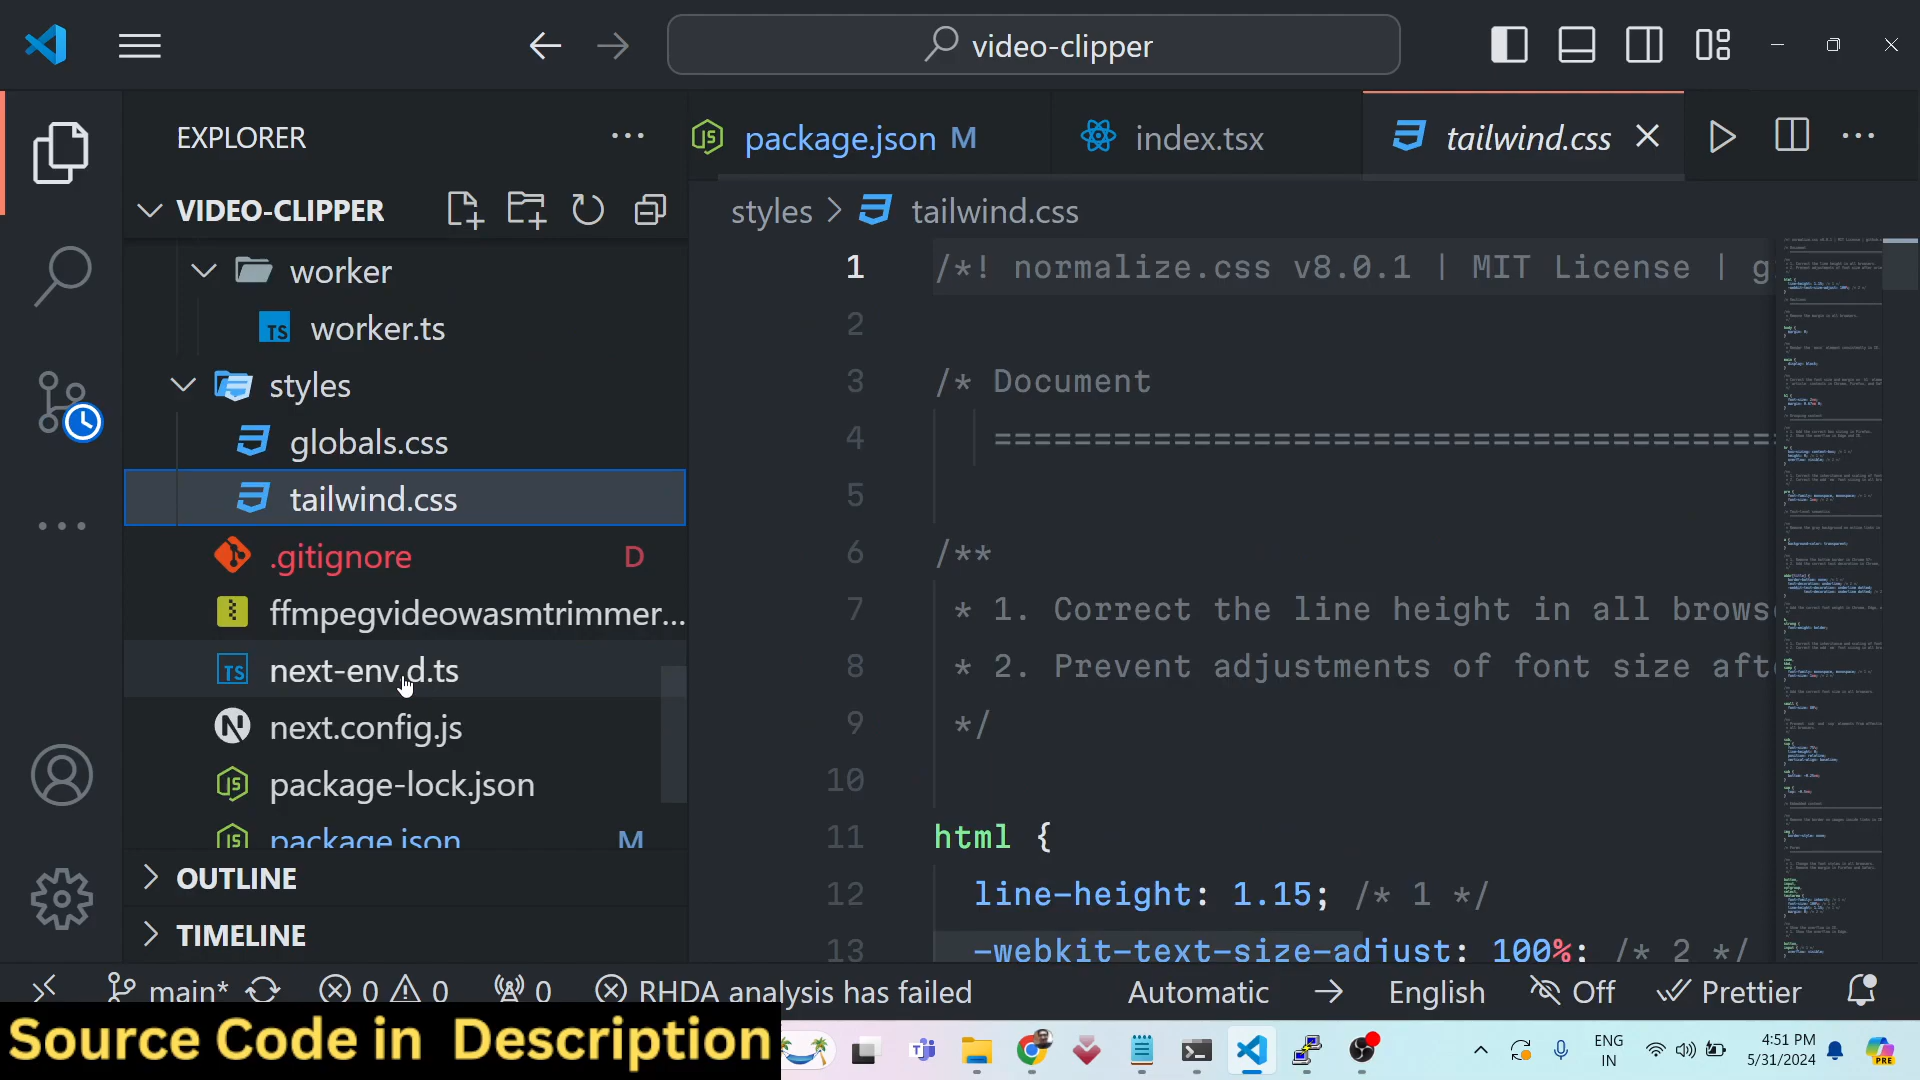 video-clipper
EXPLORER
package.json M
index.tsx
tailwind.css
VIDEO-CLIPPER
styles > tailwind.css
worker
worker.ts
styles
globals.css
tailwind.css
.gitignore D
ffmpegvideowasmtrimmer...
next-env.d.ts
next.config.js
package-lock.json
package.json M
OUTLINE
TIMELINE
1 /*! normalize.css v8.0.1 | MIT License | g
2
3 /* Document
4 ========================================
5
6 /**
7 * 1. Correct the line height in all brows
8 * 2. Prevent adjustments of font size aft
9 */
10
11 html {
12 line-height: 1.15; /* 1 */
13 -webkit-text-size-adjust: 100%; /* 2 */
main* 0 0 0 RHDA analysis has failed
Automatic → English Off Prettier
Source Code in Description
ENG
IN
4:51 PM
5/31/2024
PRE